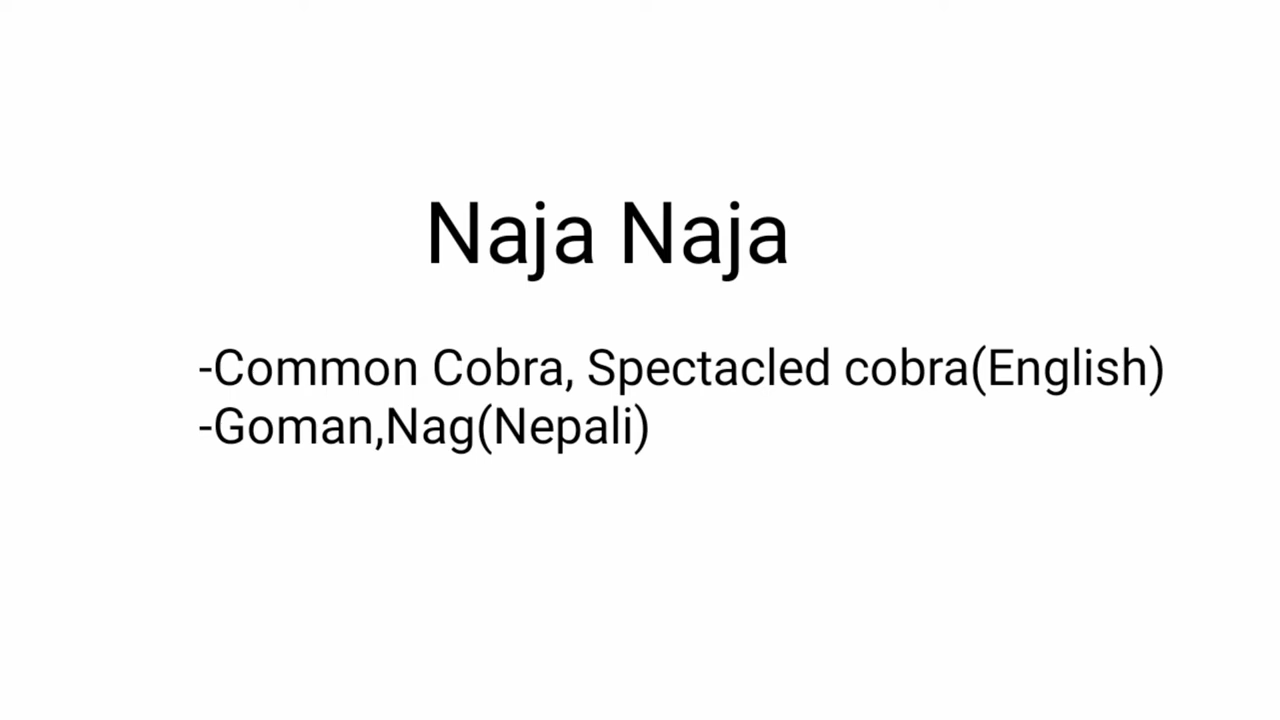 Naja Naja
-Common Cobra, Spectacled cobra(English)
-Goman,Nag(Nepali)